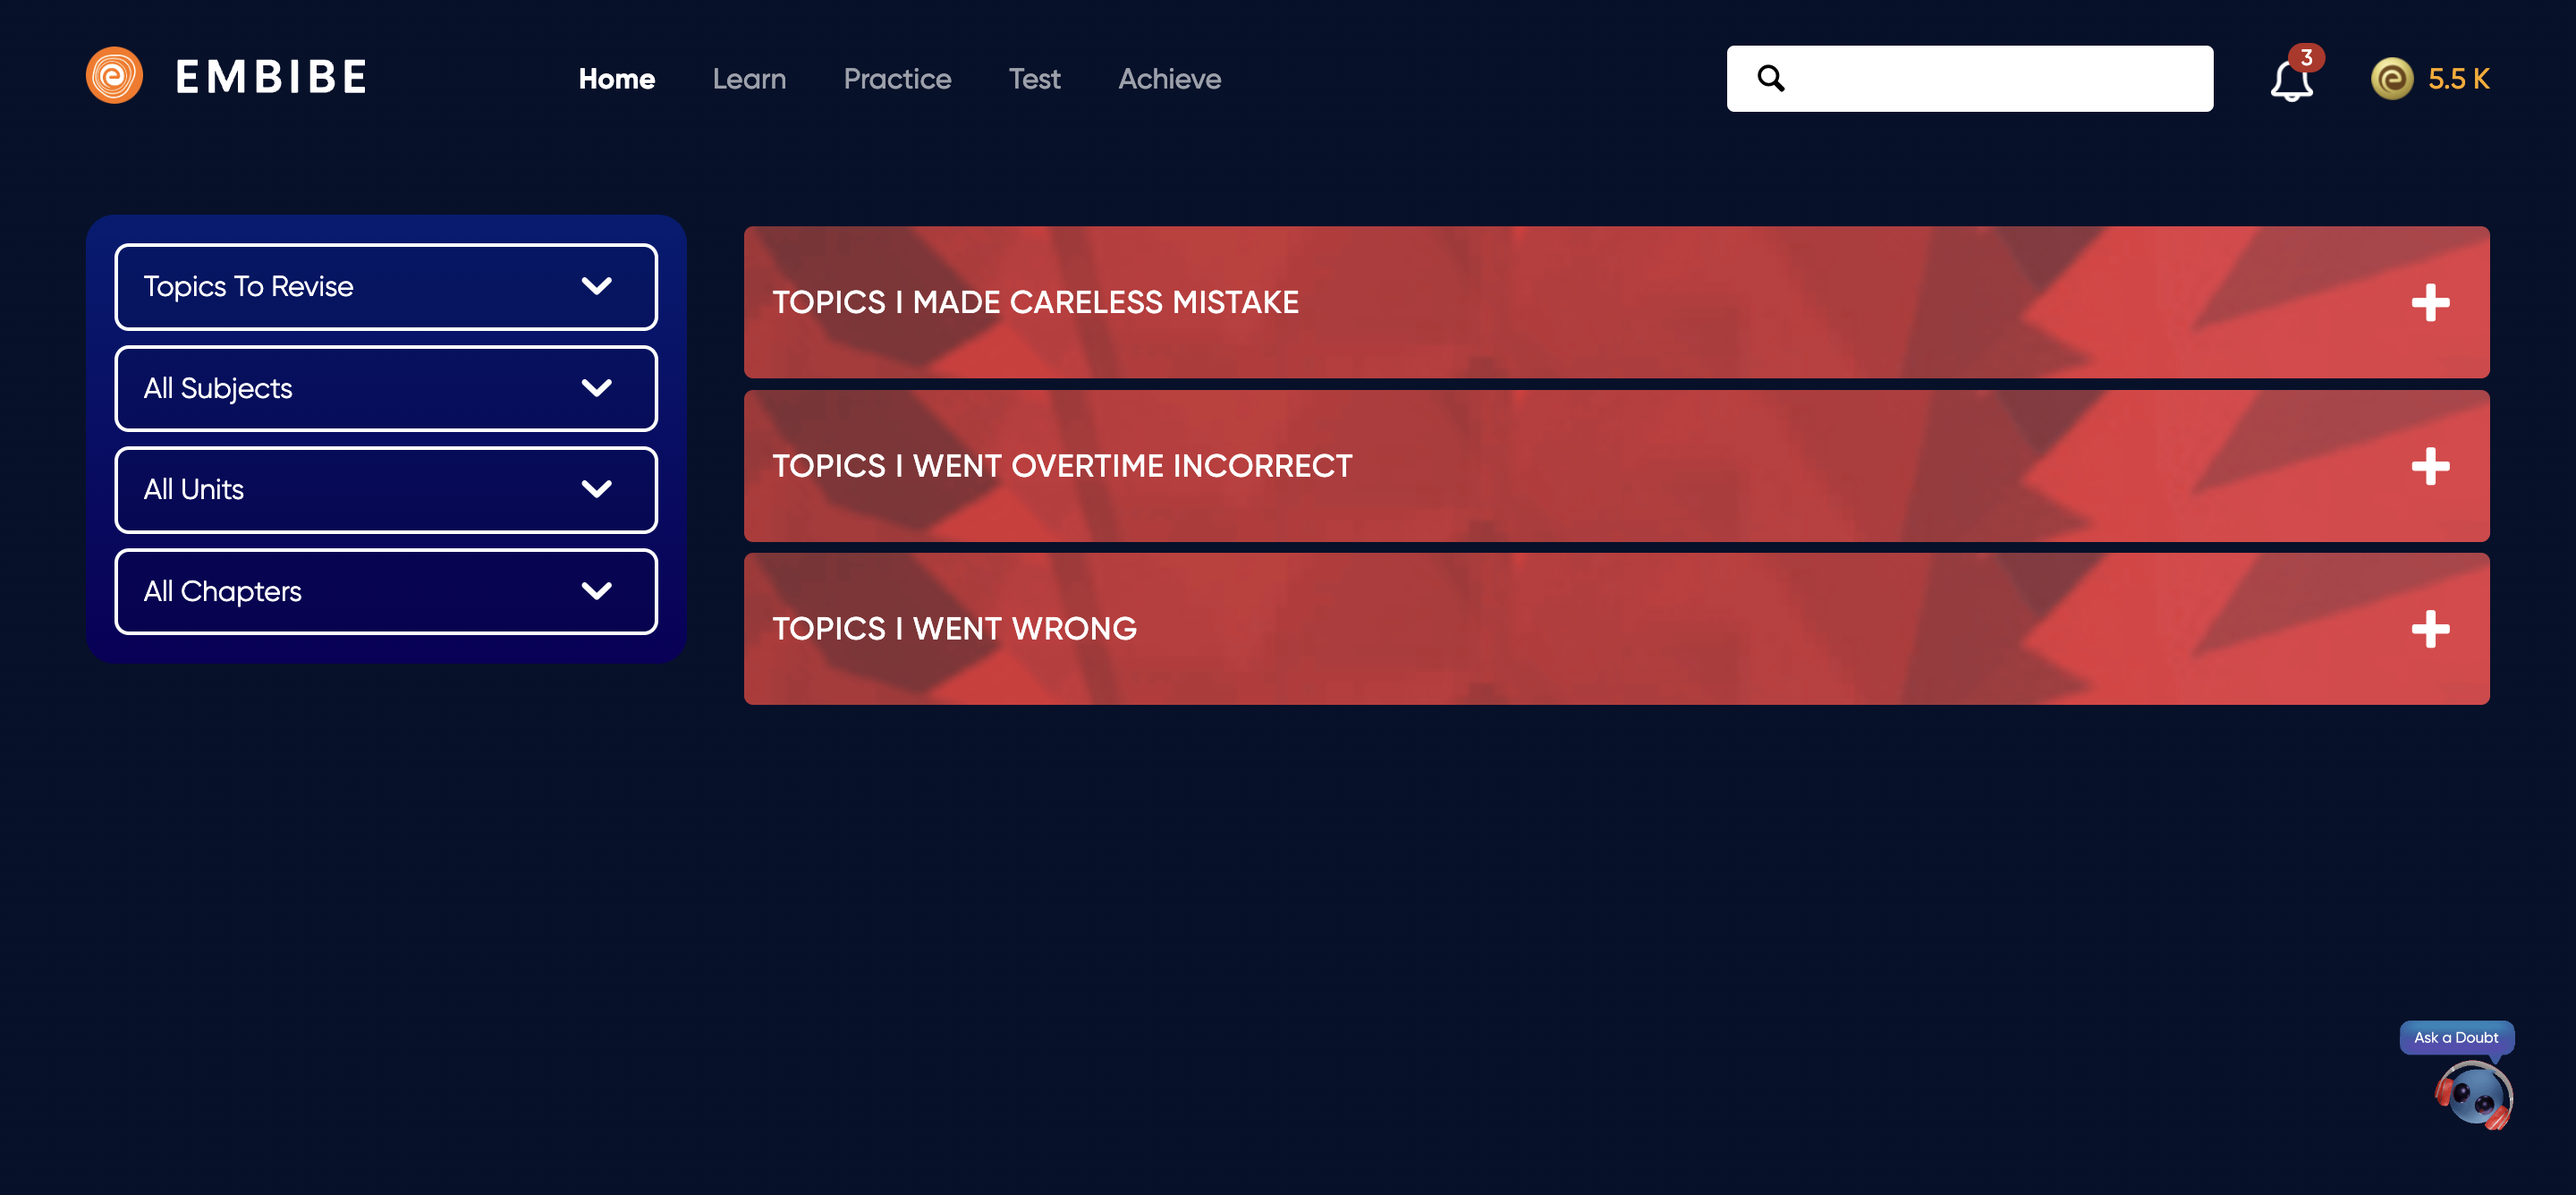 EMBIBE
Home Learn Practice Test Achieve
3
5.5 K
Topics To Revise
All Subjects
All Units
All Chapters
TOPICS I MADE CARELESS MISTAKE
TOPICS I WENT OVERTIME INCORRECT
TOPICS I WENT WRONG
Ask a Doubt